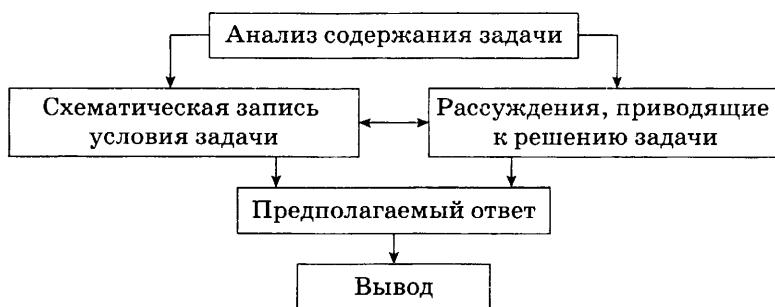 Анализ содержания задачи
Схематическая запись
условия задачи
Рассуждения, приводящие
к решению задачи
Предполагаемый ответ
Вывод